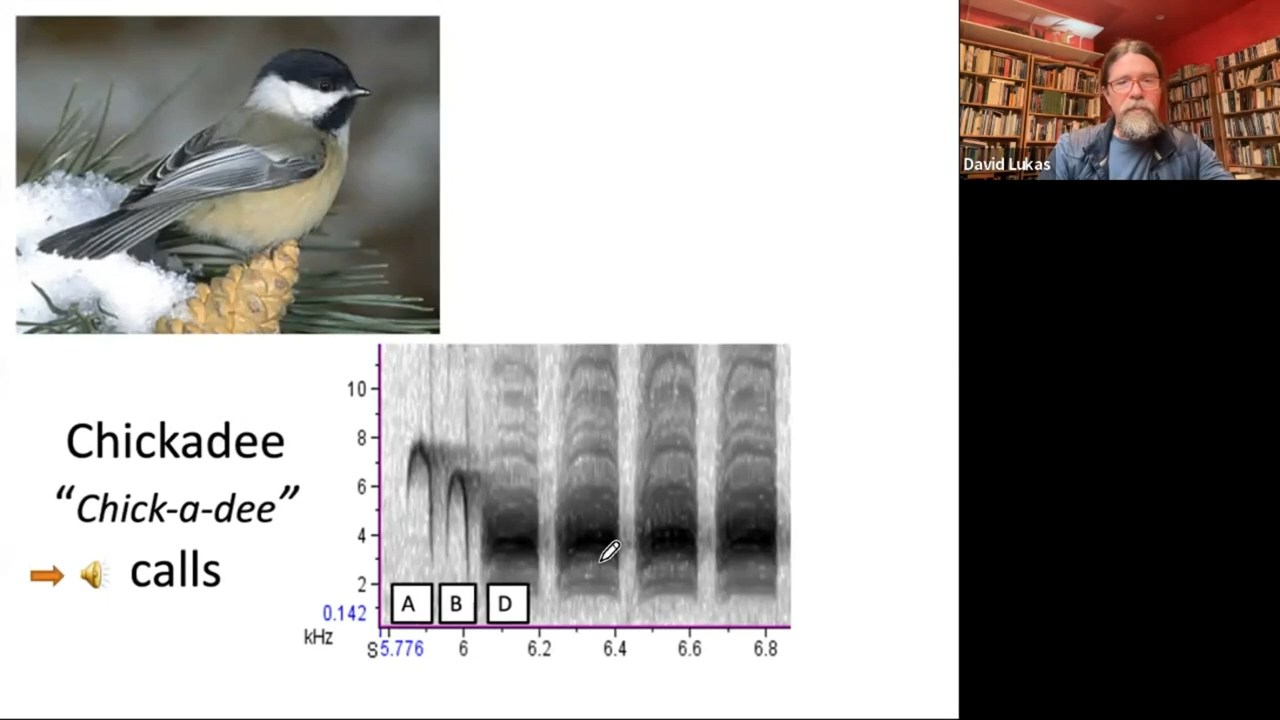 David Lukas
Chickadee
“Chick-a-dee”
calls
10
8
6
4
2
0.142
kHz
A B D
S 5.776 6 6.2 6.4 6.6 6.8